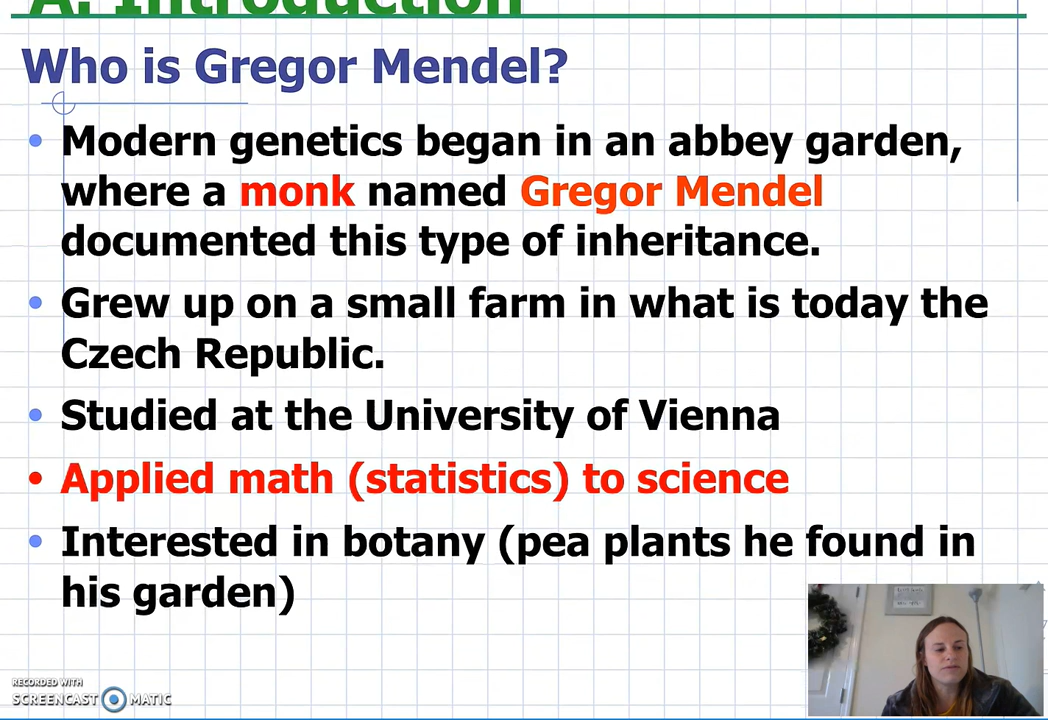 A. Introduction
Who is Gregor Mendel?
• Modern genetics began in an abbey garden,
where a monk named Gregor Mendel
documented this type of inheritance.
• Grew up on a small farm in what is today the
Czech Republic.
• Studied at the University of Vienna
• Applied math (statistics) to science
• Interested in botany (pea plants he found in
his garden)
RECORDED WITH
SCREENCAST MATIC